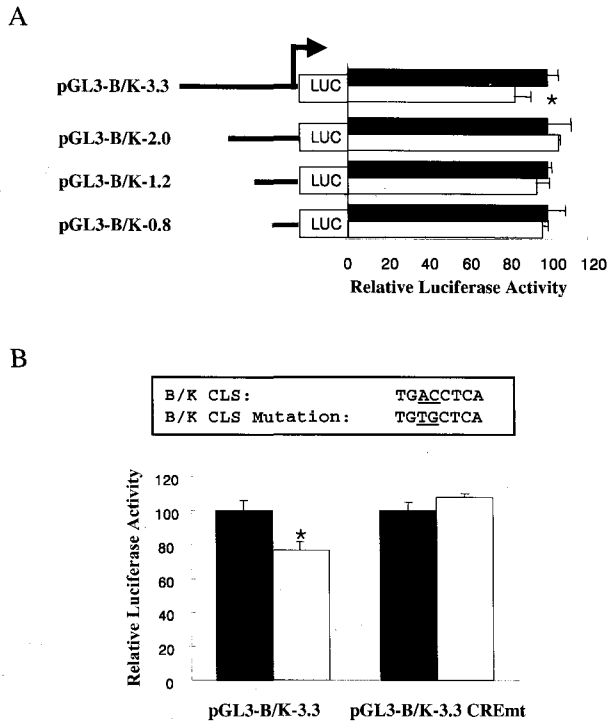 A
pGL3-B/K-3.3 LUC *
pGL3-B/K-2.0 LUC
pGL3-B/K-1.2 LUC
pGL3-B/K-0.8 LUC
0 20 40 60 80 100 120
Relative Luciferase Activity
B
B/K CLS: TGACCTCA
B/K CLS Mutation: TGTGCTCA
Relative Luciferase Activity
120
100
80
60
40
20
0
*
pGL3-B/K-3.3 pGL3-B/K-3.3 CREmt